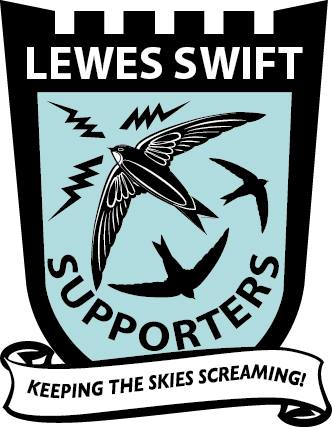 LEWES SWIFT
SUPPORTERS
KEEPING THE SKIES SCREAMING!